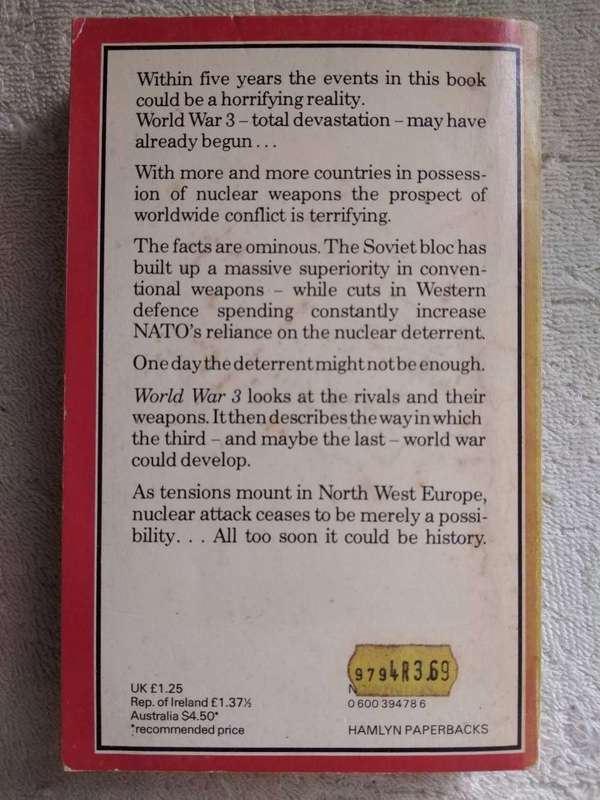 Within five years the events in this book
could be a horrifying reality.
World War 3 – total devastation – may have
already begun . . .
With more and more countries in possess-
ion of nuclear weapons the prospect of
worldwide conflict is terrifying.
The facts are ominous. The Soviet bloc has
built up a massive superiority in conven-
tional weapons – while cuts in Western
defence spending constantly increase
NATO's reliance on the nuclear deterrent.
One day the deterrent might not be enough.
World War 3 looks at the rivals and their
weapons. It then describes the way in which
the third – and maybe the last – world war
could develop.
As tensions mount in North West Europe,
nuclear attack ceases to be merely a possi-
bility. . . All too soon it could be history.
9794R3.69
UK £1.25
Rep. of Ireland £1.37½
Australia $4.50*
*recommended price
0 600 39478 6
HAMLYN PAPERBACKS